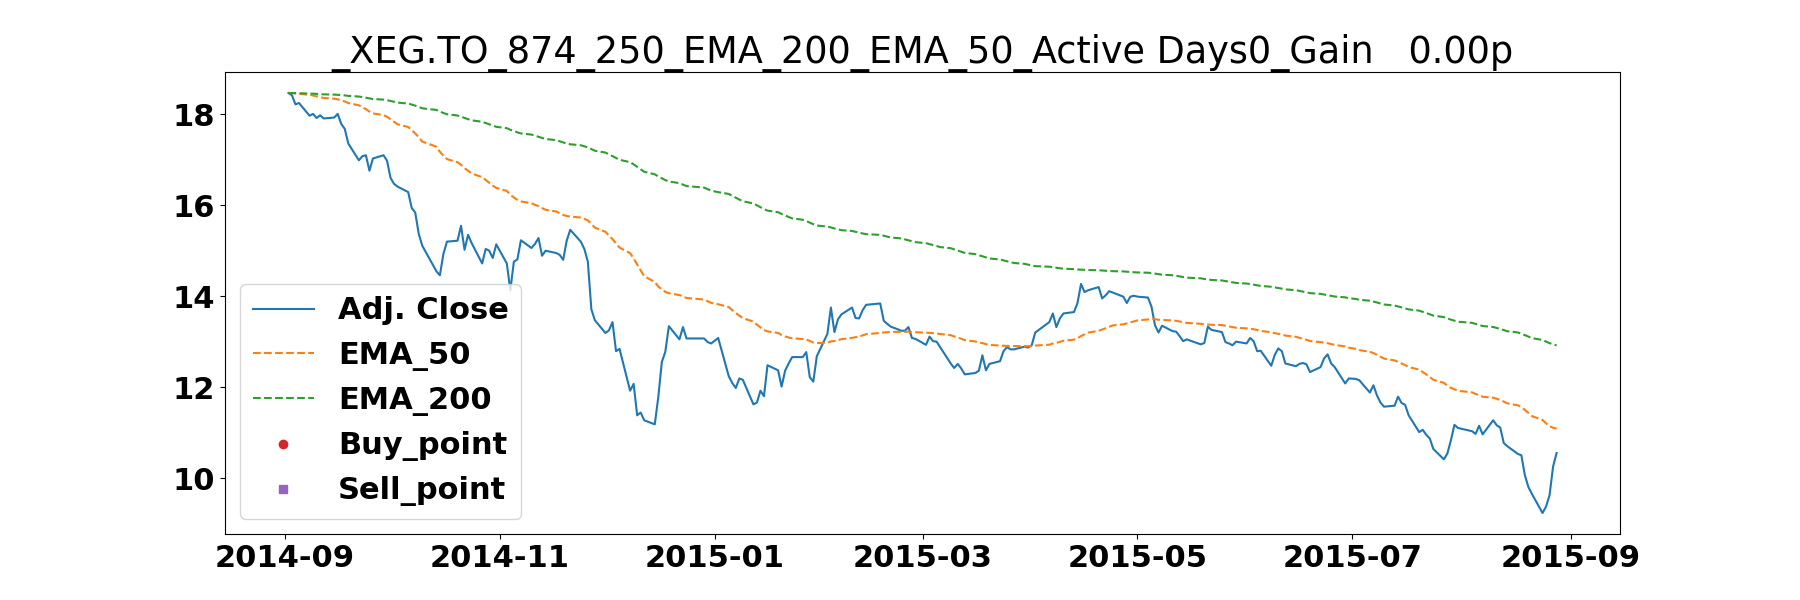 _XEG.TO_874_250_EMA_200_EMA_50_Active Days0_Gain   0.00p
18
16
14
12
10
Adj. Close
EMA_50
EMA_200
Buy_point
Sell_point
2014-09 2014-11 2015-01 2015-03 2015-05 2015-07 2015-09